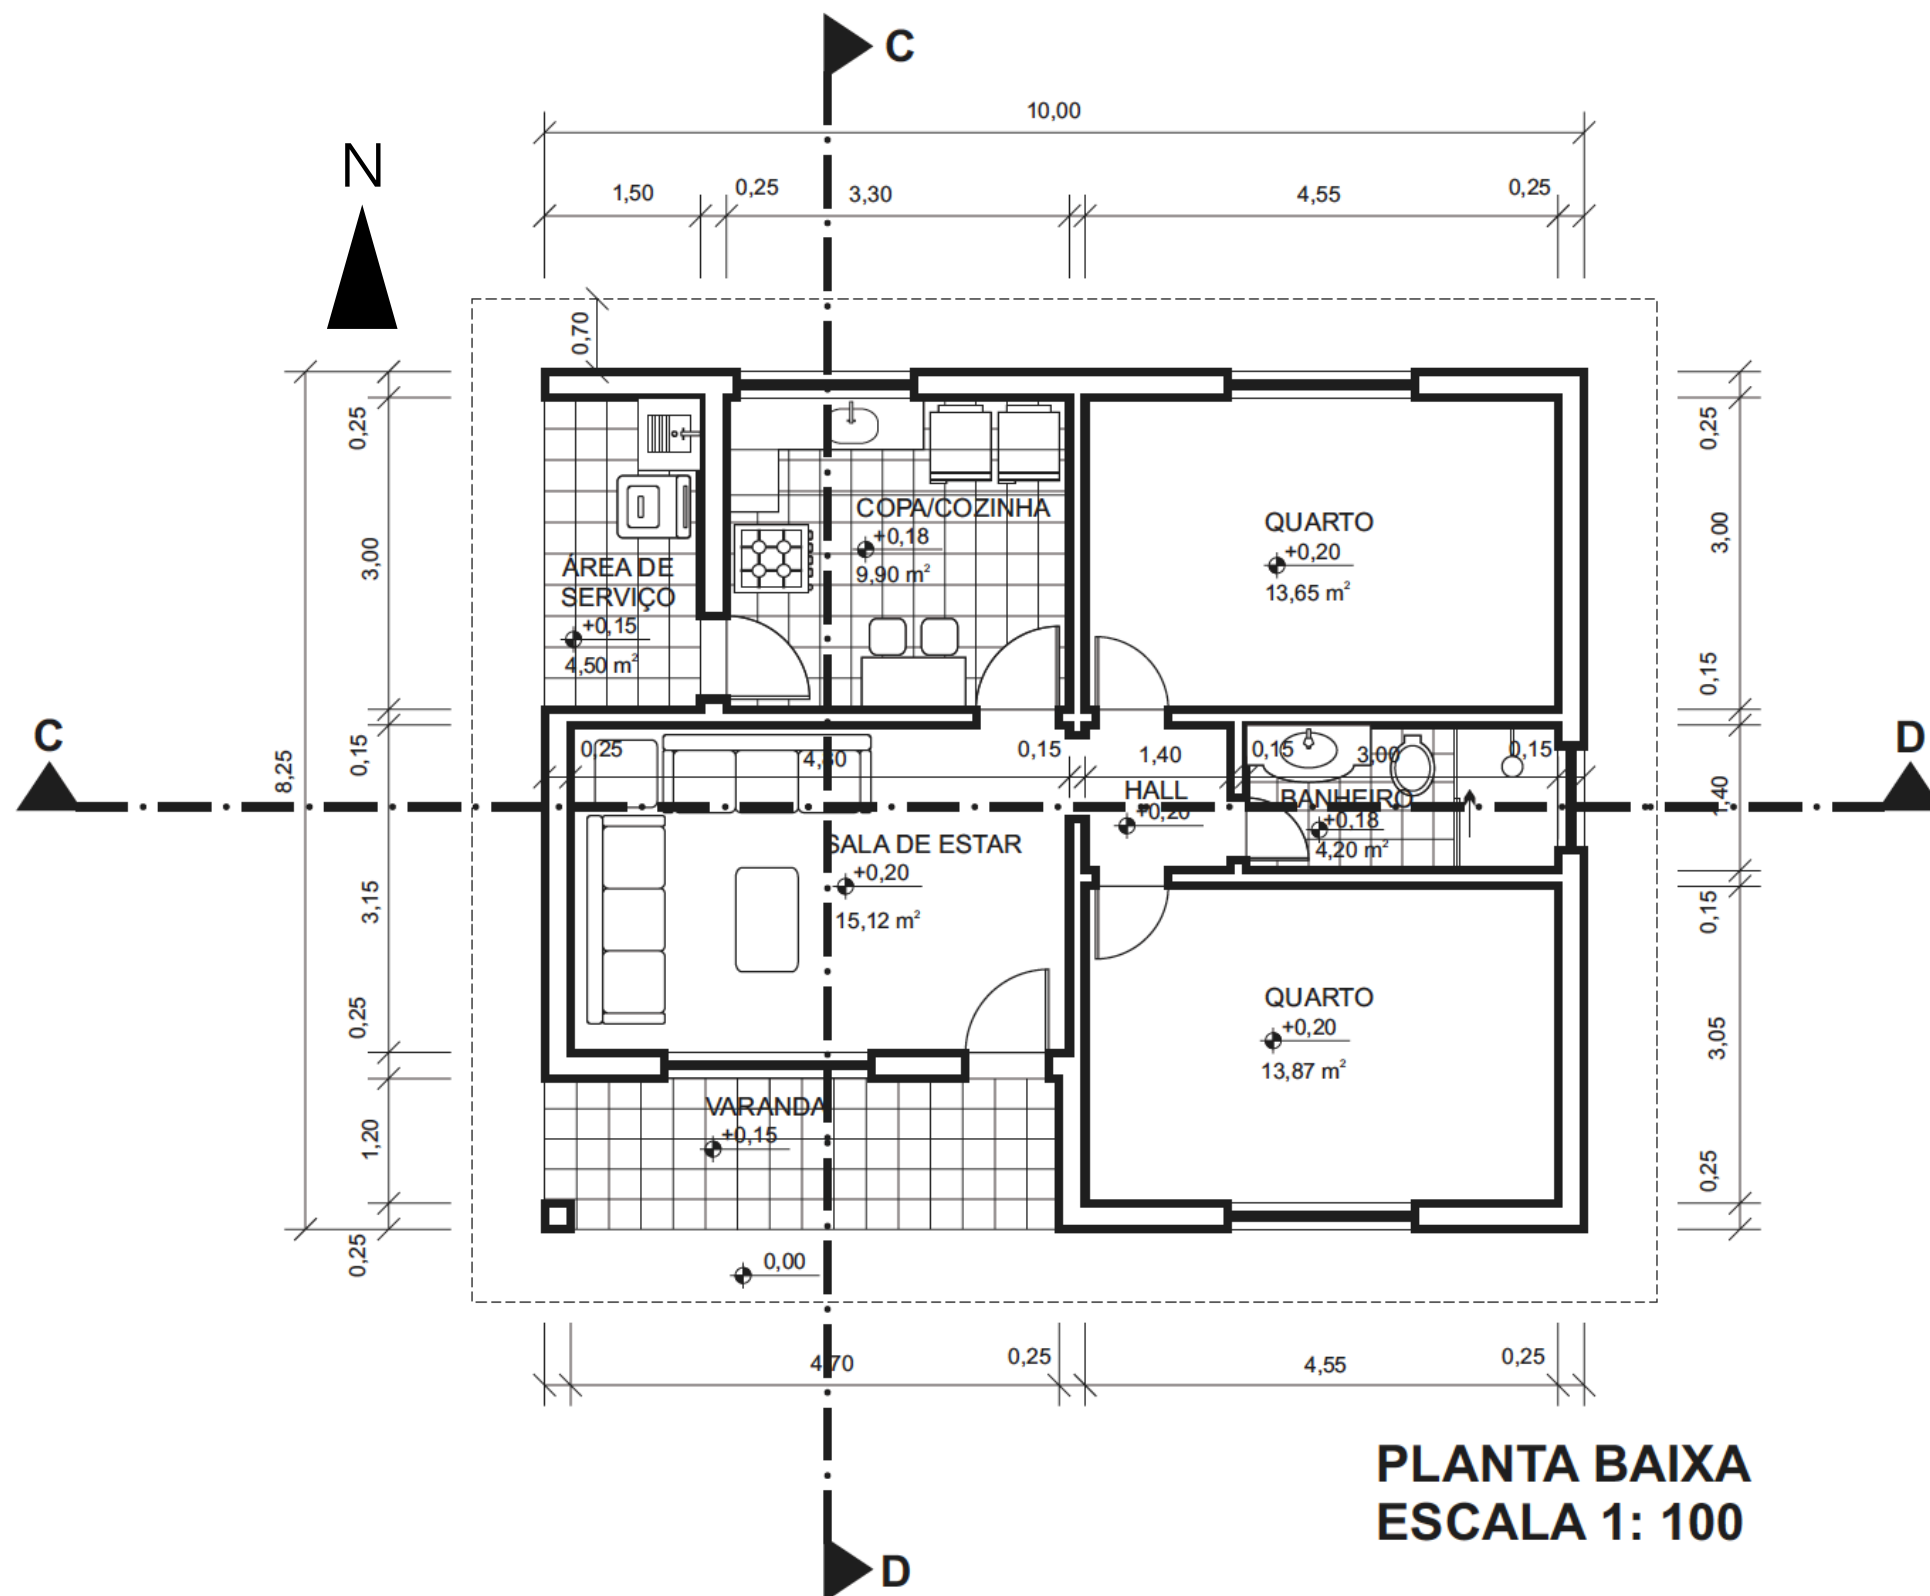 C
10,00
N
1,50
0,25
3,30
4,55
0,25
0,70
0,25
3,00
0,15
8,25
3,15
0,25
1,20
0,25
0,25
3,00
0,15
1,40
0,15
3,05
0,25
COPA/COZINHA
+0,18
9,90 m²
QUARTO
+0,20
13,65 m²
ÁREA DE
SERVIÇO
+0,15
4,50 m²
C
D
0,25
4,80
0,15
1,40
0,15
3,00
0,15
HALL
+0,20
BANHEIRO
+0,18
4,20 m²
SALA DE ESTAR
+0,20
15,12 m²
QUARTO
+0,20
13,87 m²
VARANDA
+0,15
0,00
4,70
0,25
4,55
0,25
D
PLANTA BAIXA
ESCALA 1: 100